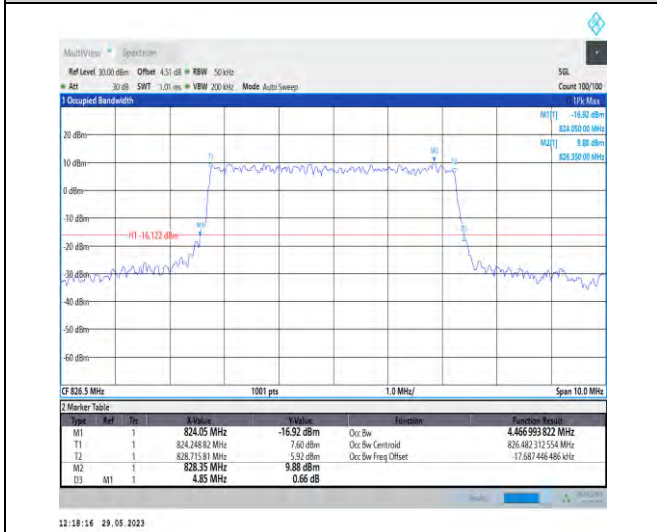 MultiView Spectrum
Ref Level 30.00 dBm Offset 4.51 dB RBW 50 kHz SGL
Att 30 dB SWT 1.01 ms VBW 200 kHz Mode Auto Sweep Count 100/100
1 Occupied Bandwidth 1Pk Max
M1[1] -16.92 dBm
824.050 00 MHz
M2[1] 9.88 dBm
828.350 00 MHz
20 dBm
10 dBm
0 dBm
-10 dBm
H1 -16.122 dBm
-20 dBm
-30 dBm
-40 dBm
-50 dBm
-60 dBm
T1
M2
T2
M1
D3
CF 826.5 MHz 1001 pts 1.0 MHz/ Span 10.0 MHz
2 Marker Table
Type Ref Trc X-Value Y-Value Function Function Result
M1 1 824.05 MHz -16.92 dBm Occ Bw 4.466 993 822 MHz
T1 1 824.248 82 MHz 7.60 dBm Occ Bw Centroid 826.482 312 554 MHz
T2 1 828.715 81 MHz 5.92 dBm Occ Bw Freq Offset -17.687 446 486 kHz
M2 1 828.35 MHz 9.88 dBm
D3 M1 1 4.85 MHz 0.66 dB
12:18:16 29.05.2023